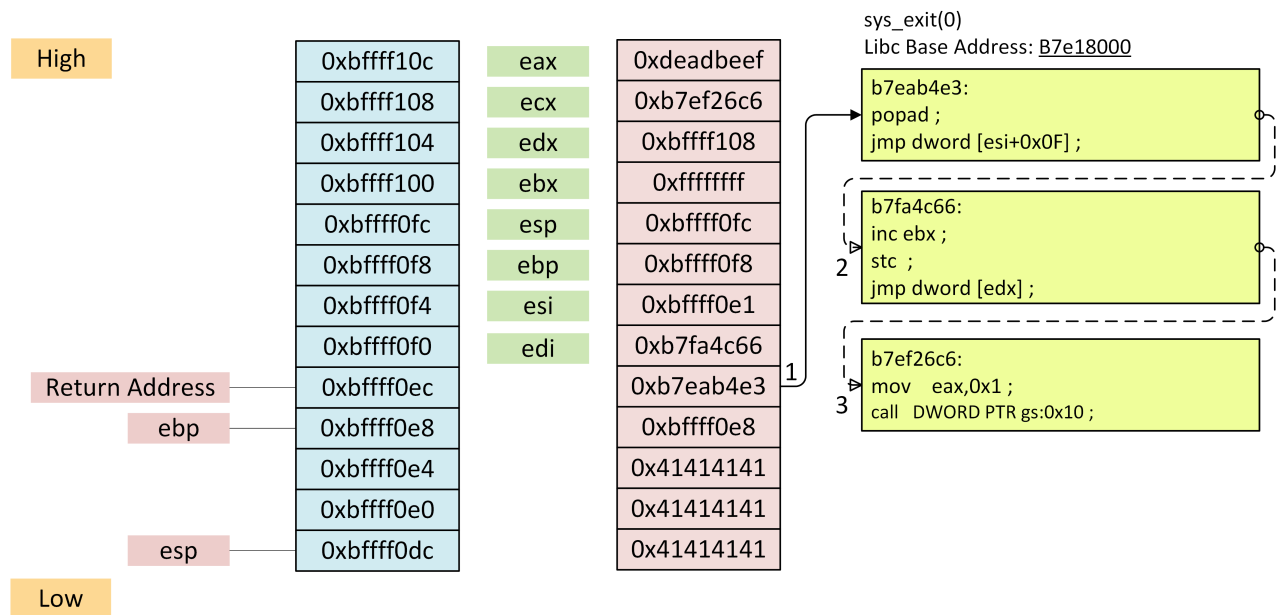 High
Return Address
ebp
esp
Low
0xbffff10c
0xbffff108
0xbffff104
0xbffff100
0xbffff0fc
0xbffff0f8
0xbffff0f4
0xbffff0f0
0xbffff0ec
0xbffff0e8
0xbffff0e4
0xbffff0e0
0xbffff0dc
eax
ecx
edx
ebx
esp
ebp
esi
edi
0xdeadbeef
0xb7ef26c6
0xbffff108
0xffffffff
0xbffff0fc
0xbffff0f8
0xbffff0e1
0xb7fa4c66
0xb7eab4e3
0xbffff0e8
0x41414141
0x41414141
0x41414141
sys_exit(0)
Libc Base Address: B7e18000
1
b7eab4e3:
popad ;
jmp dword [esi+0x0F] ;
2
b7fa4c66:
inc ebx ;
stc  ;
jmp dword [edx] ;
3
b7ef26c6:
mov    eax,0x1 ;
call   DWORD PTR gs:0x10 ;